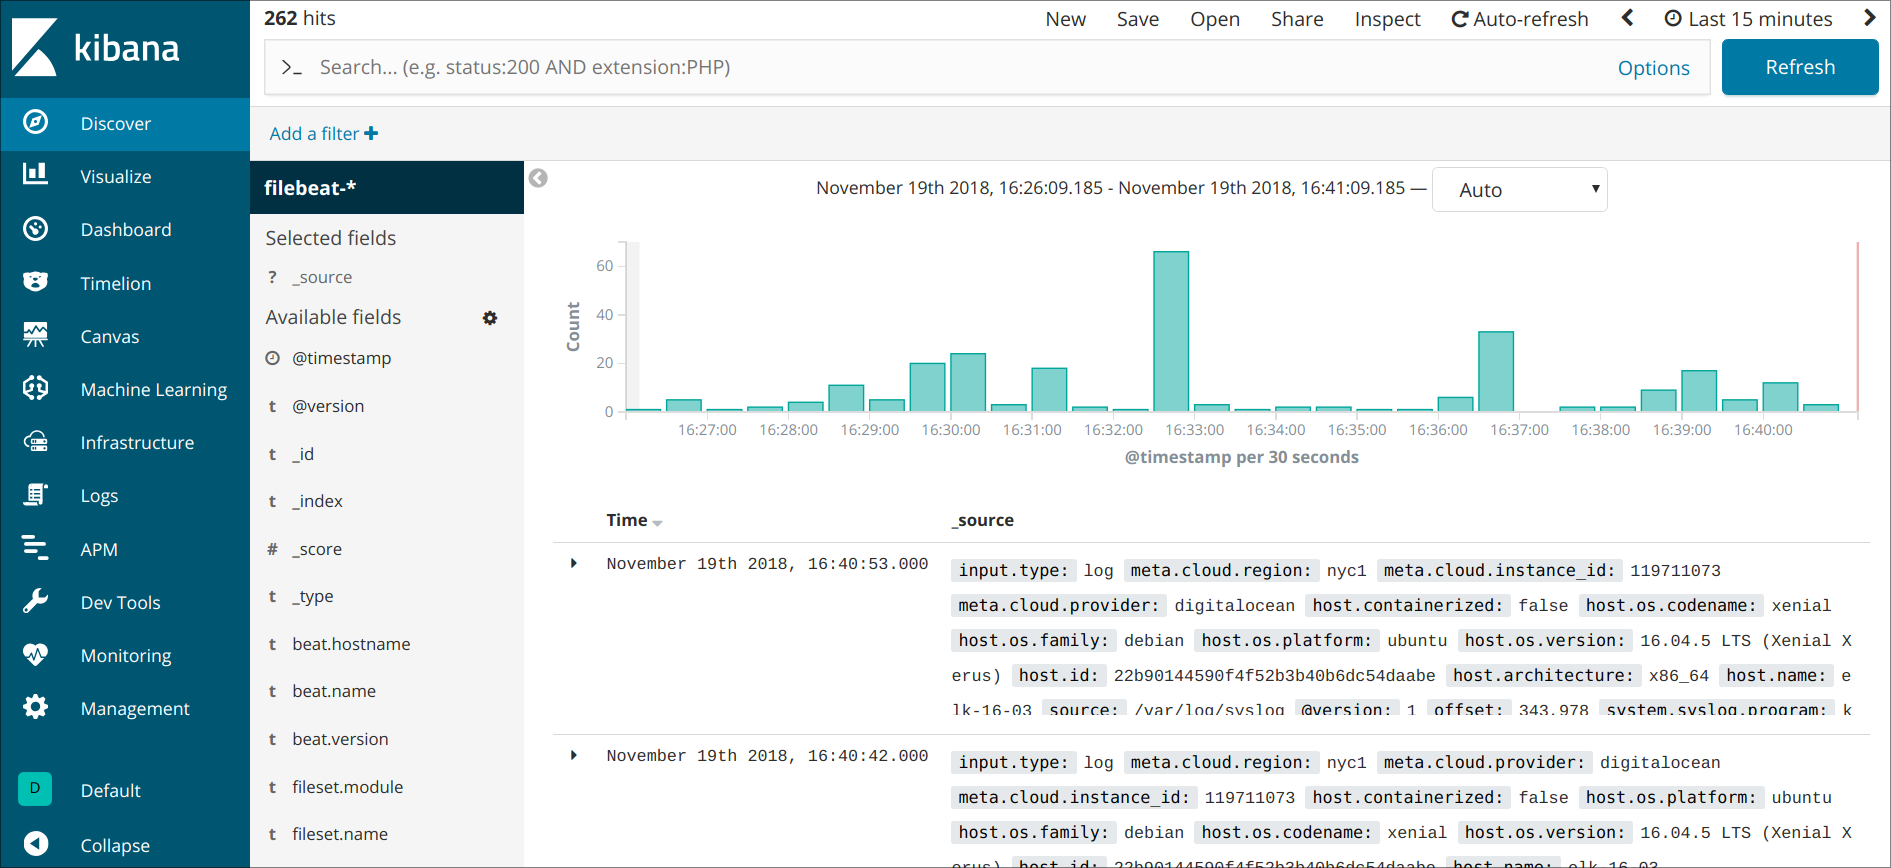 kibana
Discover
Visualize
Dashboard
Timelion
Canvas
Machine Learning
Infrastructure
Logs
APM
Dev Tools
Monitoring
Management
D Default
Collapse
262 hits
New Save Open Share Inspect Auto-refresh Last 15 minutes
>_ Search... (e.g. status:200 AND extension:PHP) Options Refresh
Add a filter +
filebeat-*
Selected fields
? _source
Available fields
@timestamp
t @version
t _id
t _index
# _score
t _type
t beat.hostname
t beat.name
t beat.version
t fileset.module
t fileset.name
November 19th 2018, 16:26:09.185 - November 19th 2018, 16:41:09.185 — Auto
Count
60
40
20
0
16:27:00 16:28:00 16:29:00 16:30:00 16:31:00 16:32:00 16:33:00 16:34:00 16:35:00 16:36:00 16:37:00 16:38:00 16:39:00 16:40:00
@timestamp per 30 seconds
Time _source
November 19th 2018, 16:40:53.000
input.type: log meta.cloud.region: nyc1 meta.cloud.instance_id: 119711073
meta.cloud.provider: digitalocean host.containerized: false host.os.codename: xenial
host.os.family: debian host.os.platform: ubuntu host.os.version: 16.04.5 LTS (Xenial X
erus) host.id: 22b90144590f4f52b3b40b6dc54daabe host.architecture: x86_64 host.name: e
lk-16-03 source: /var/log/syslog @version: 1 offset: 343,978 system.syslog.program: k
November 19th 2018, 16:40:42.000
input.type: log meta.cloud.region: nyc1 meta.cloud.provider: digitalocean
meta.cloud.instance_id: 119711073 host.containerized: false host.os.platform: ubuntu
host.os.family: debian host.os.codename: xenial host.os.version: 16.04.5 LTS (Xenial X
erus) host.id: 22b90144590f4f52b3b40b6dc54daabe host.name: elk-16-03